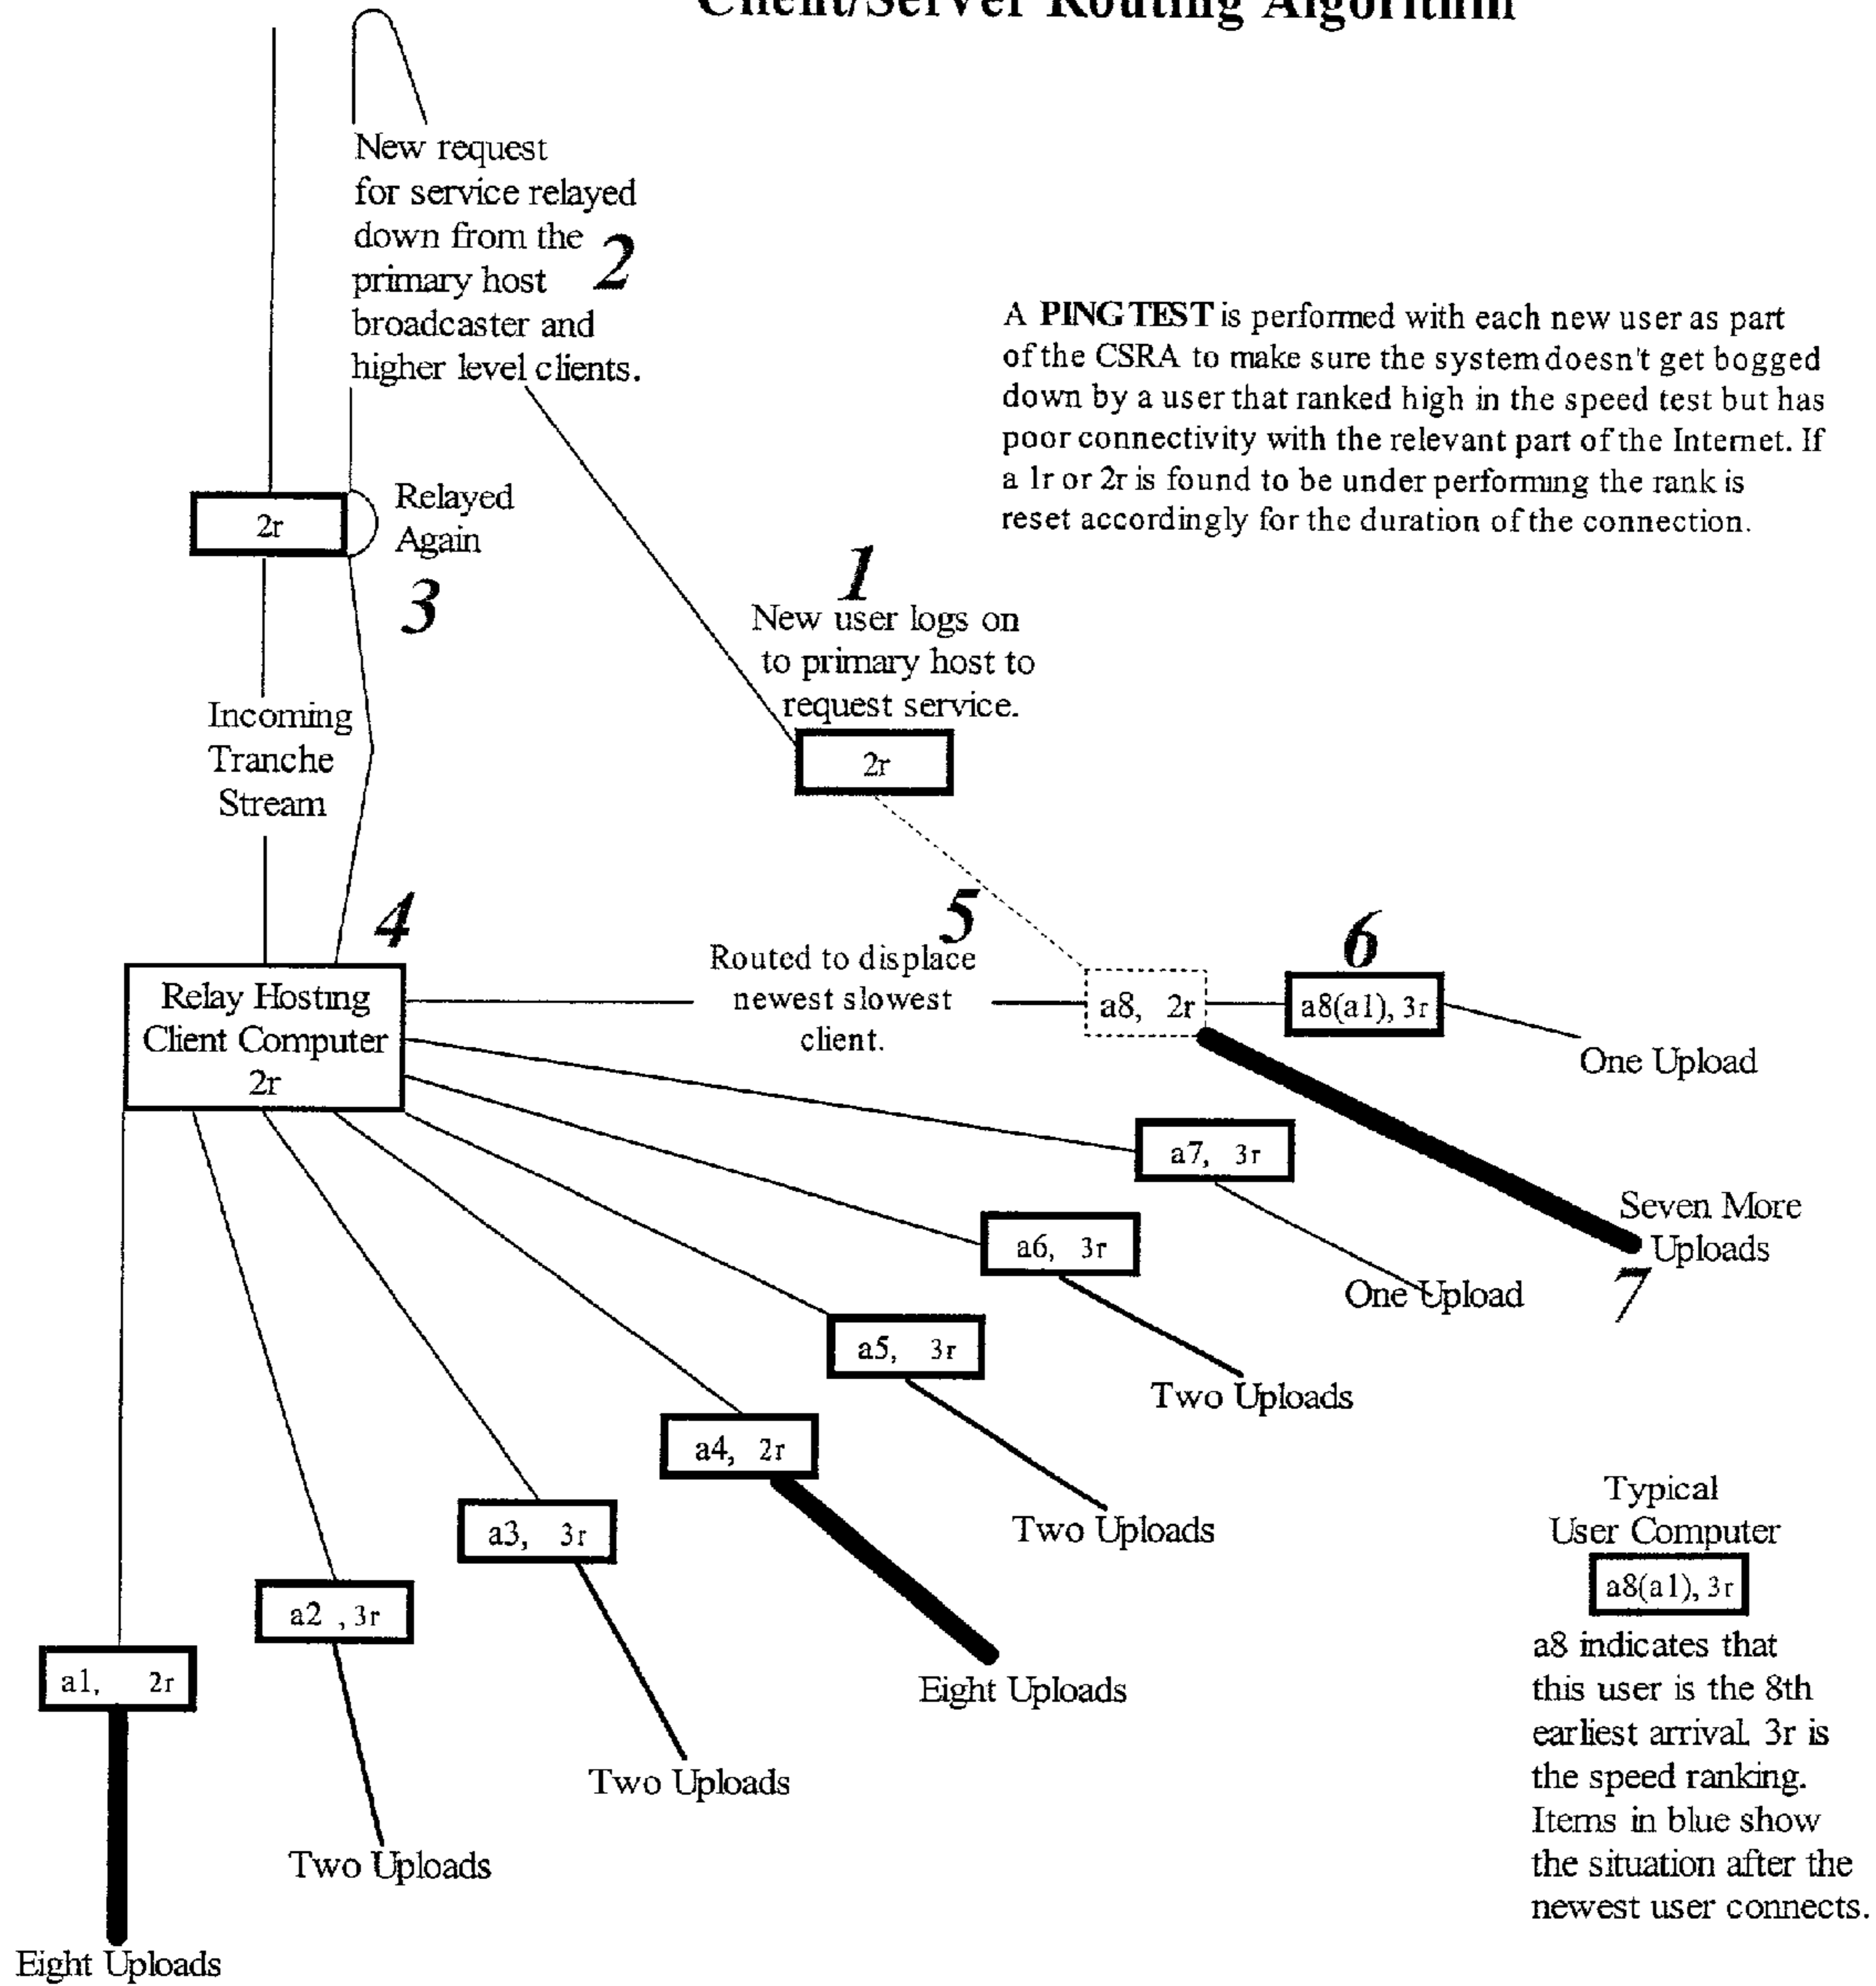 Client/Server Routing Algorithm
New request
for service relayed
down from the
primary host
broadcaster and
higher level clients.
2
A PING TEST is performed with each new user as part
of the CSRA to make sure the system doesn't get bogged
down by a user that ranked high in the speed test but has
poor connectivity with the relevant part of the Internet. If
a 1r or 2r is found to be under performing the rank is
reset accordingly for the duration of the connection.
2r
Relayed
Again
3
1
New user logs on
to primary host to
request service.
2r
Incoming
Tranche
Stream
4
Relay Hosting
Client Computer
2r
5
Routed to displace
newest slowest
client.
a8, 2r
6
a8(a1), 3r
One Upload
a7, 3r
Seven More
Uploads
7
One Upload
a6, 3r
Two Uploads
a5, 3r
Two Uploads
a4, 2r
Eight Uploads
a3, 3r
Two Uploads
a2 , 3r
Two Uploads
a1, 2r
Eight Uploads
Typical
User Computer
a8(a1), 3r
a8 indicates that
this user is the 8th
earliest arrival. 3r is
the speed ranking.
Items in blue show
the situation after the
newest user connects.